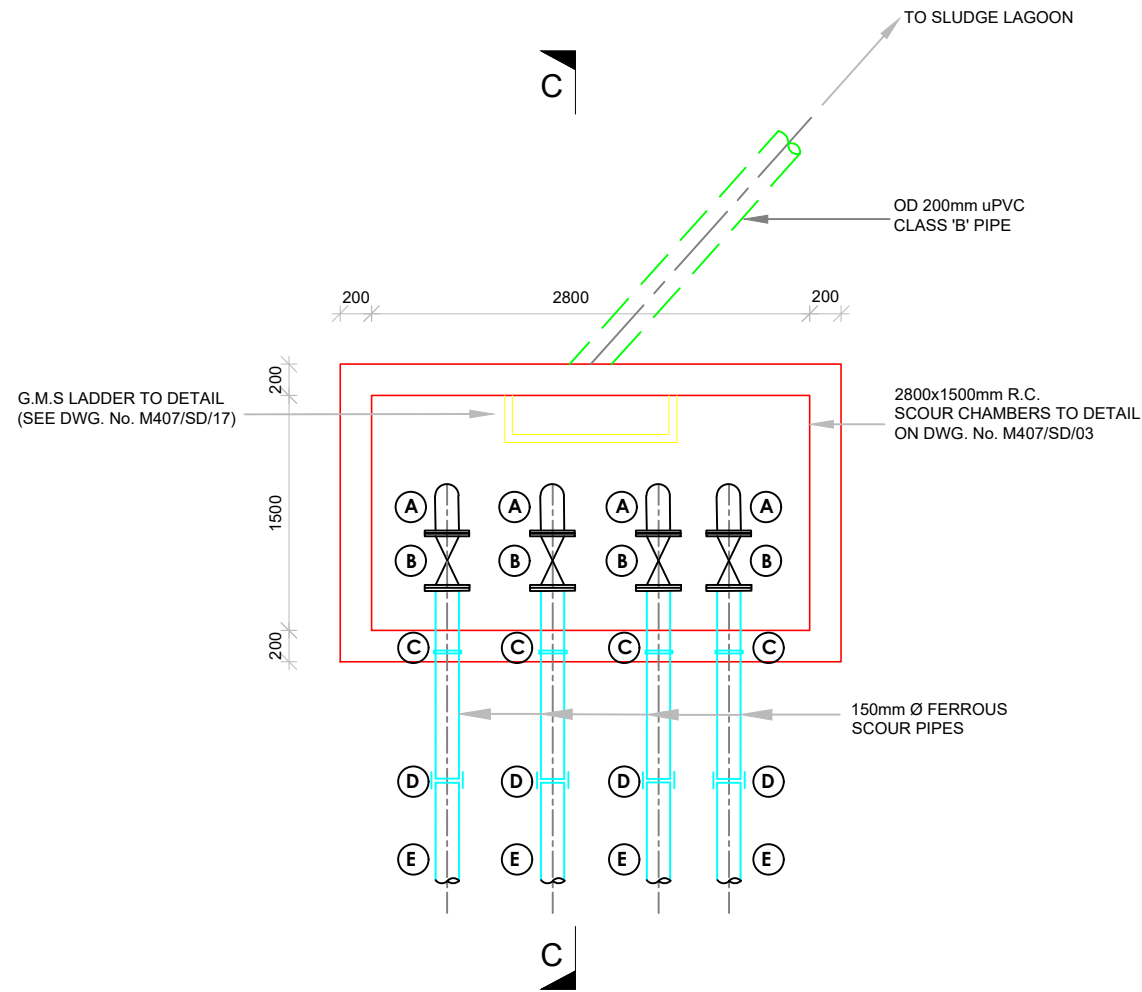 TO SLUDGE LAGOON
C
OD 200mm uPVC
CLASS 'B' PIPE
200 2800 200
200
G.M.S LADDER TO DETAIL
(SEE DWG. No. M407/SD/17)
2800x1500mm R.C.
SCOUR CHAMBERS TO DETAIL
ON DWG. No. M407/SD/03
1500
A A A A
B B B B
200
C C C C
150mm Ø FERROUS
SCOUR PIPES
D D D D
E E E E
C